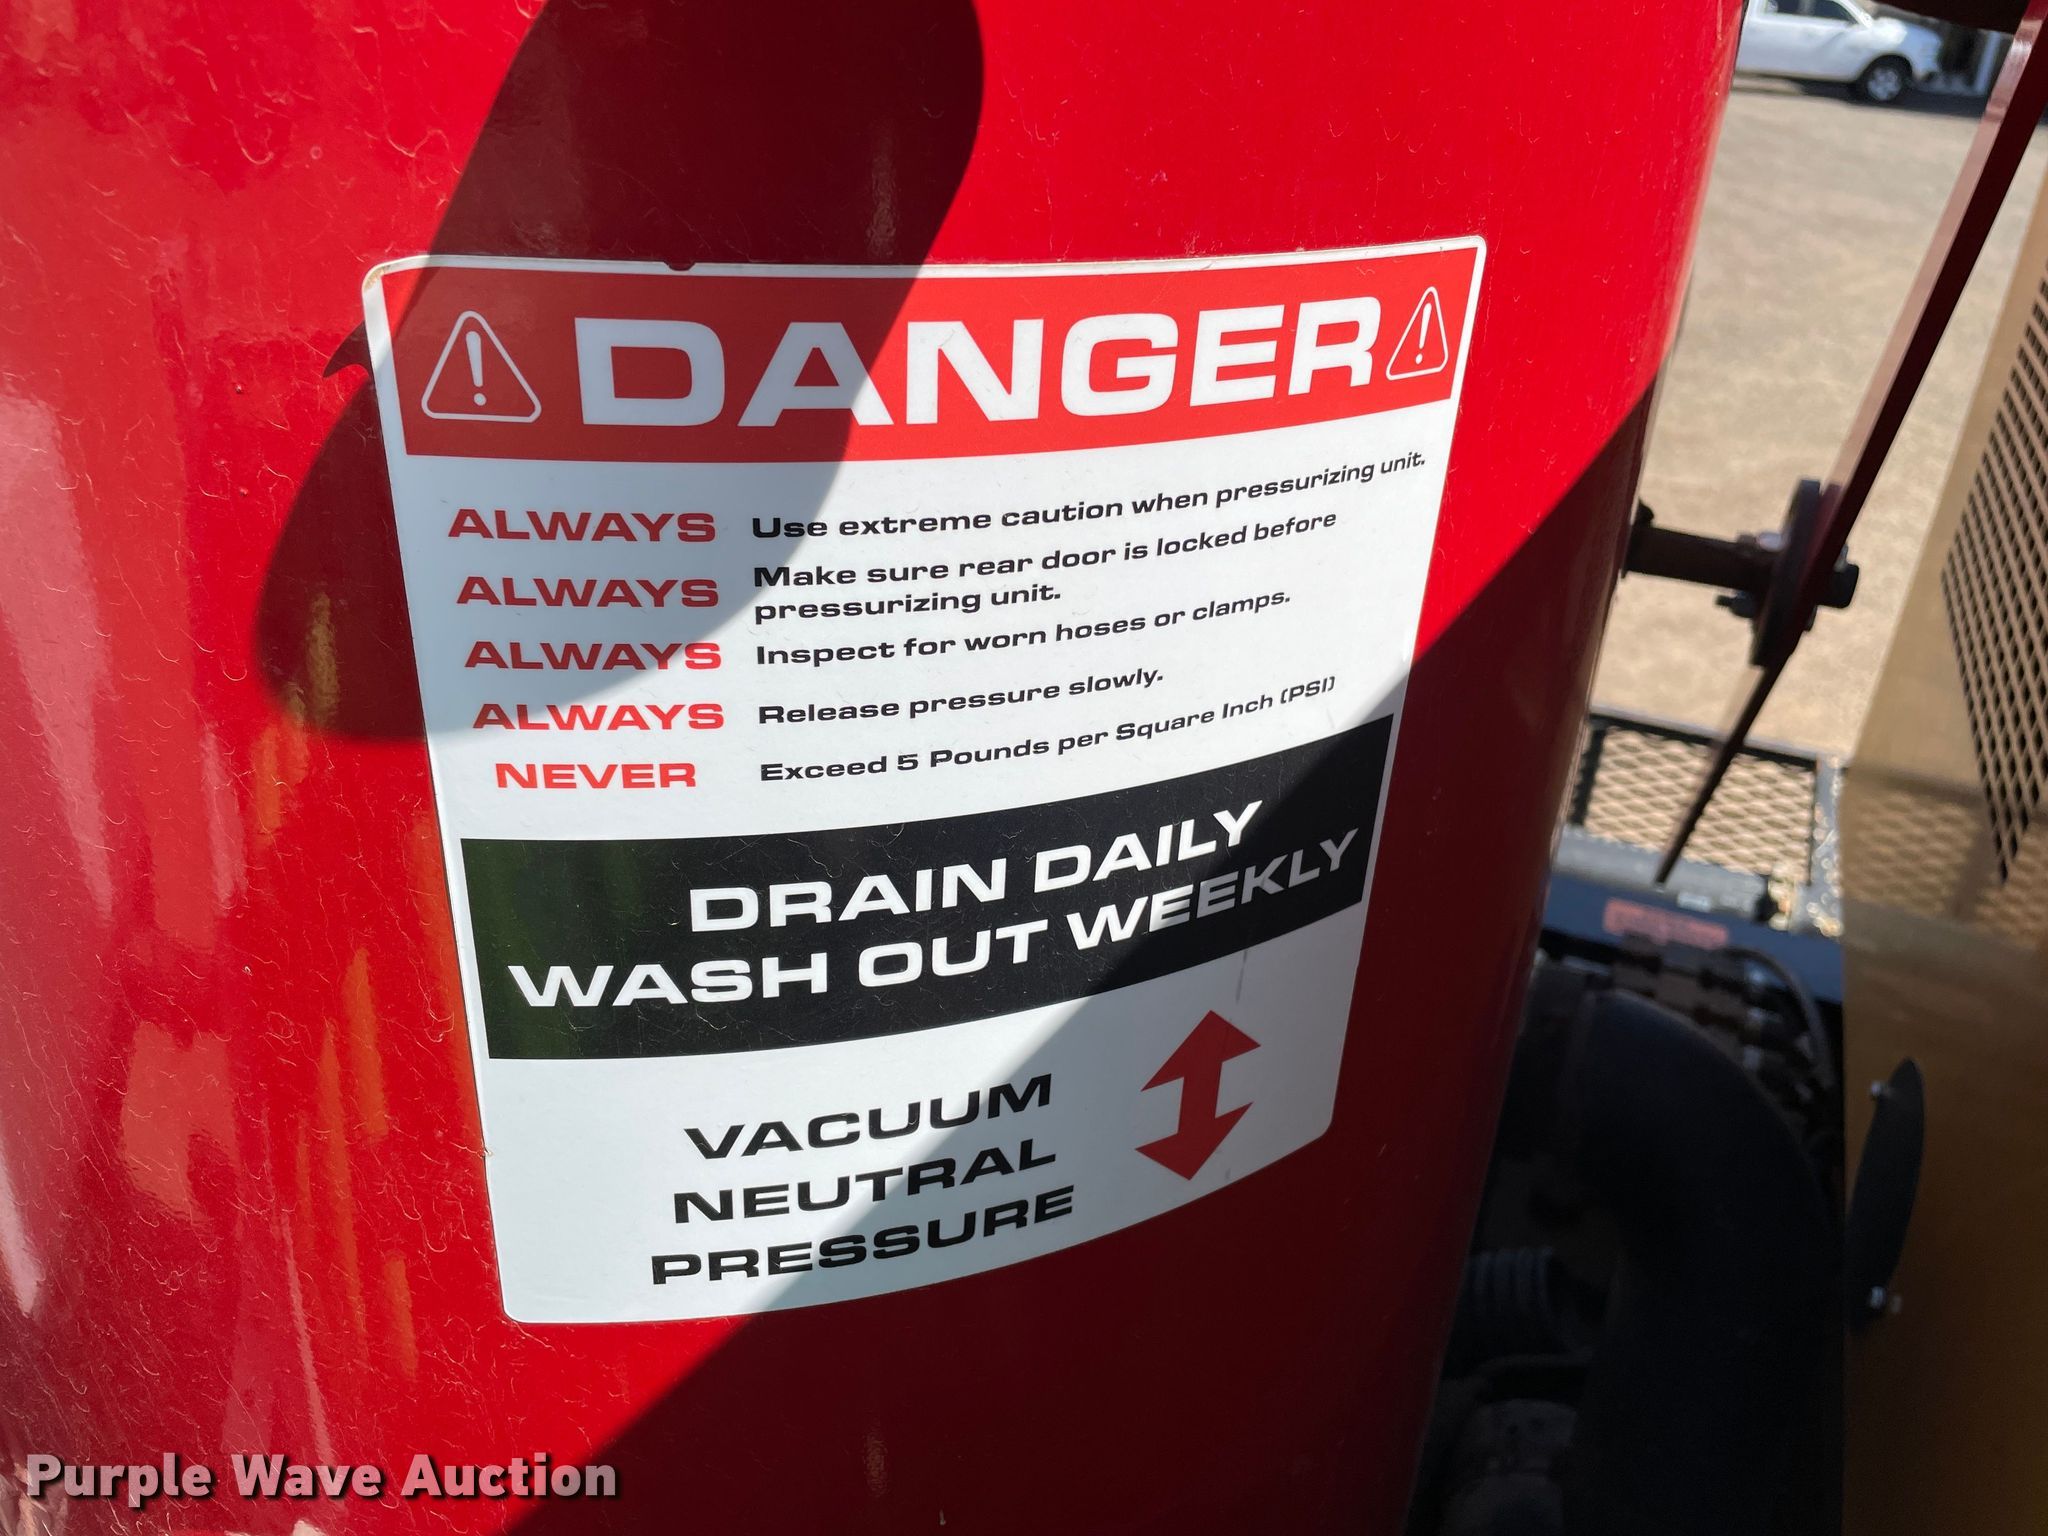 DANGER
ALWAYS Use extreme caution when pressurizing unit.
ALWAYS Make sure rear door is locked before
pressurizing unit.
ALWAYS Inspect for worn hoses or clamps.
ALWAYS Release pressure slowly.
NEVER Exceed 5 Pounds per Square Inch (PSI)
DRAIN DAILY
WASH OUT WEEKLY
VACUUM
NEUTRAL
PRESSURE
Purple Wave Auction